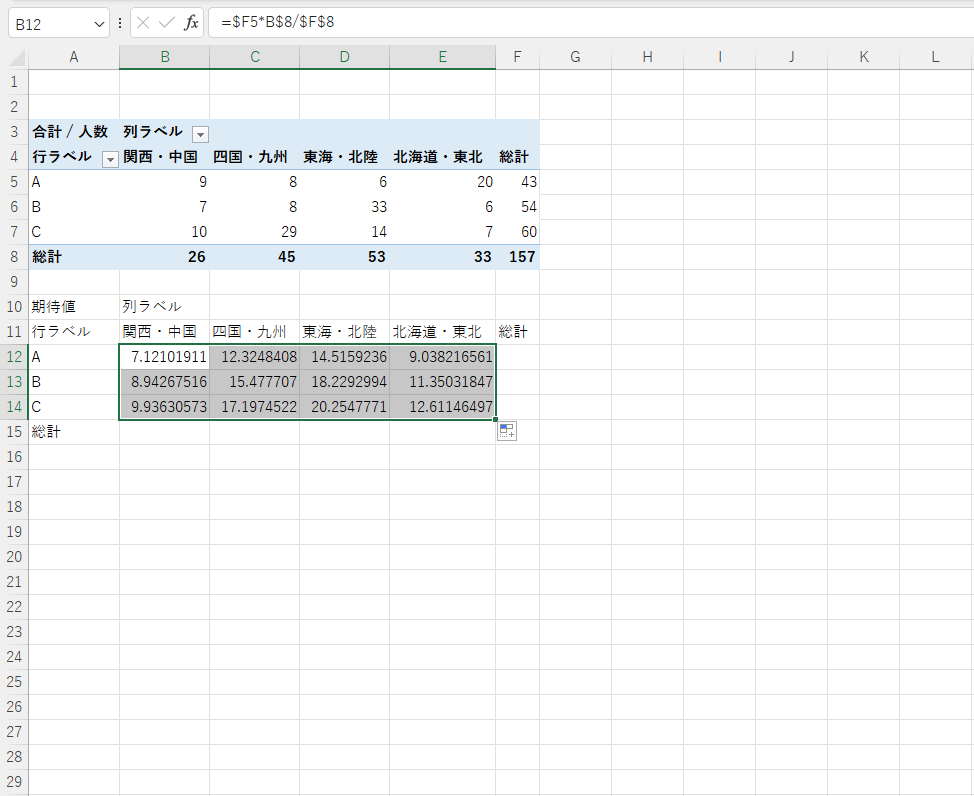 B12 fx =$F5*B$8/$F$8
A B C D E F G H I J K L
1
2
3 合計 / 人数 列ラベル
4 行ラベル 関西・中国 四国・九州 東海・北陸 北海道・東北 総計
5 A 9 8 6 20 43
6 B 7 8 33 6 54
7 C 10 29 14 7 60
8 総計 26 45 53 33 157
9
10 期待値 列ラベル
11 行ラベル 関西・中国 四国・九州 東海・北陸 北海道・東北 総計
12 A 7.12101911 12.3248408 14.5159236 9.038216561
13 B 8.94267516 15.477707 18.2292994 11.35031847
14 C 9.93630573 17.1974522 20.2547771 12.61146497
15 総計
16
17
18
19
20
21
22
23
24
25
26
27
28
29